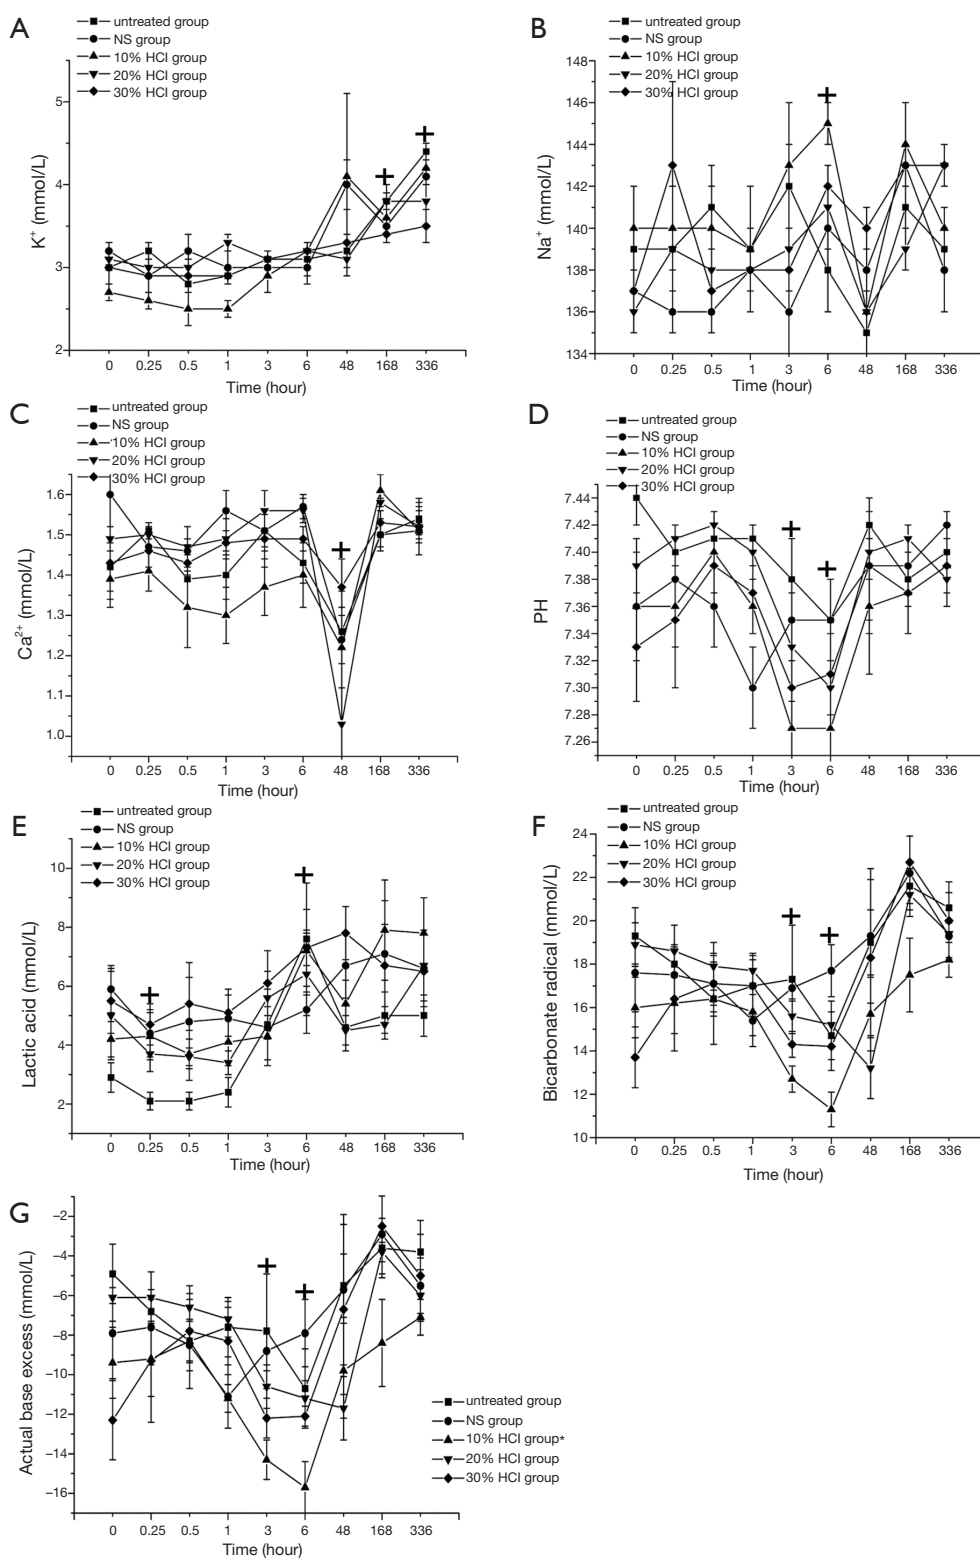 A
untreated group
NS group
10% HCl group
20% HCl group
30% HCl group
5
4
3
2
K⁺ (mmol/L)
0 0.25 0.5 1 3 6 48 168 336
Time (hour)
B
untreated group
NS group
10% HCl group
20% HCl group
30% HCl group
148
146
144
142
140
138
136
134
Na⁺ (mmol/L)
0 0.25 0.5 1 3 6 48 168 336
Time (hour)
C
untreated group
NS group
10% HCl group
20% HCl group
30% HCl group
1.6
1.5
1.4
1.3
1.2
1.1
1.0
Ca²⁺ (mmol/L)
0 0.25 0.5 1 3 6 48 168 336
Time (hour)
D
untreated group
NS group
10% HCl group
20% HCl group
30% HCl group
7.44
7.42
7.40
7.38
7.36
7.34
7.32
7.30
7.28
7.26
PH
0 0.25 0.5 1 3 6 48 168 336
Time (hour)
E
untreated group
NS group
10% HCl group
20% HCl group
30% HCl group
10
8
6
4
2
Lactic acid (mmol/L)
0 0.25 0.5 1 3 6 48 168 336
Time (hour)
F
untreated group
NS group
10% HCl group
20% HCl group
30% HCl group
24
22
20
18
16
14
12
10
Bicarbonate radical (mmol/L)
0 0.25 0.5 1 3 6 48 168 336
Time (hour)
G
−2
−4
−6
−8
−10
−12
−14
−16
Actual base excess (mmol/L)
untreated group
NS group
10% HCl group*
20% HCl group
30% HCl group
0 0.25 0.5 1 3 6 48 168 336
Time (hour)